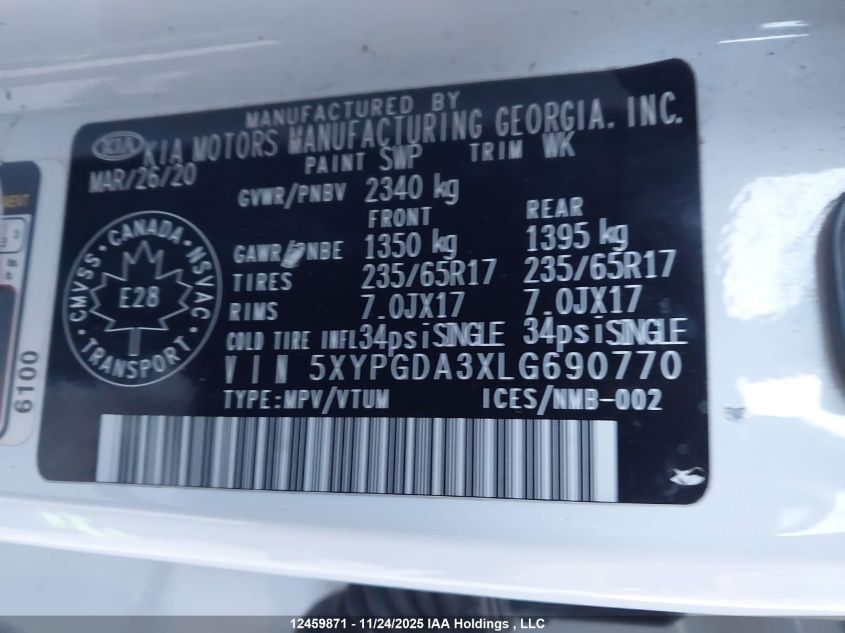 MANUFACTURED BY
KIA KIA MOTORS MANUFACTURING GEORGIA. INC.
MAR/26/20 PAINT SWP TRIM WK
GVWR/PNBV 2340 kg
FRONT REAR
GAWR/PNBE 1350 kg 1395 kg
TIRES 235/65R17 235/65R17
RIMS 7.0JX17 7.0JX17
COLD TIRE INFL 34psi SINGLE 34psi SINGLE
VIN 5XYPGDA3XLG690770
TYPE:MPV/VTUM ICES/NMB-002
CANADA
CMVSS NSVAC
E28
TRANSPORT
6100
12459871 - 11/24/2025 IAA Holdings , LLC